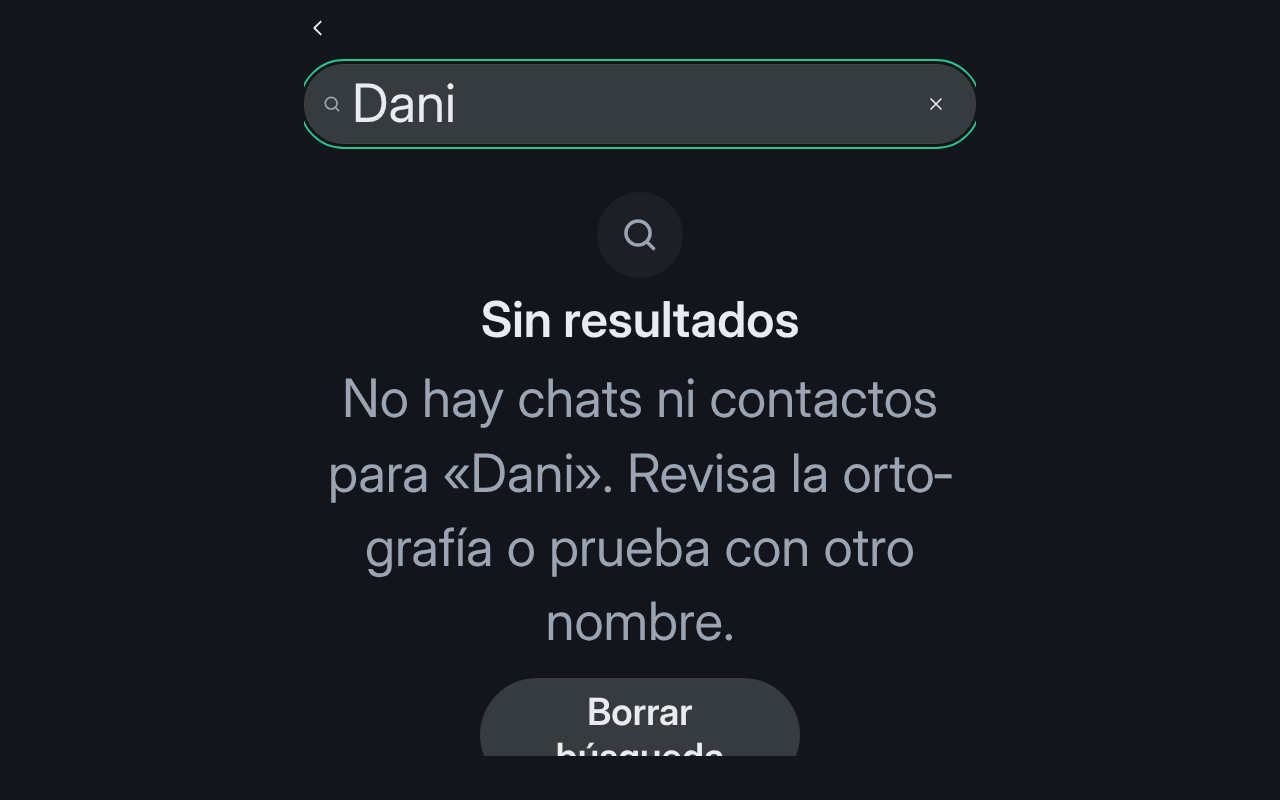 Dani
Sin resultados
No hay chats ni contactos
para «Dani». Revisa la orto-
grafía o prueba con otro
nombre.
Borrar
búsqueda